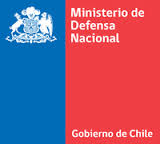 Ministerio de
Defensa
Nacional
Gobierno de Chile